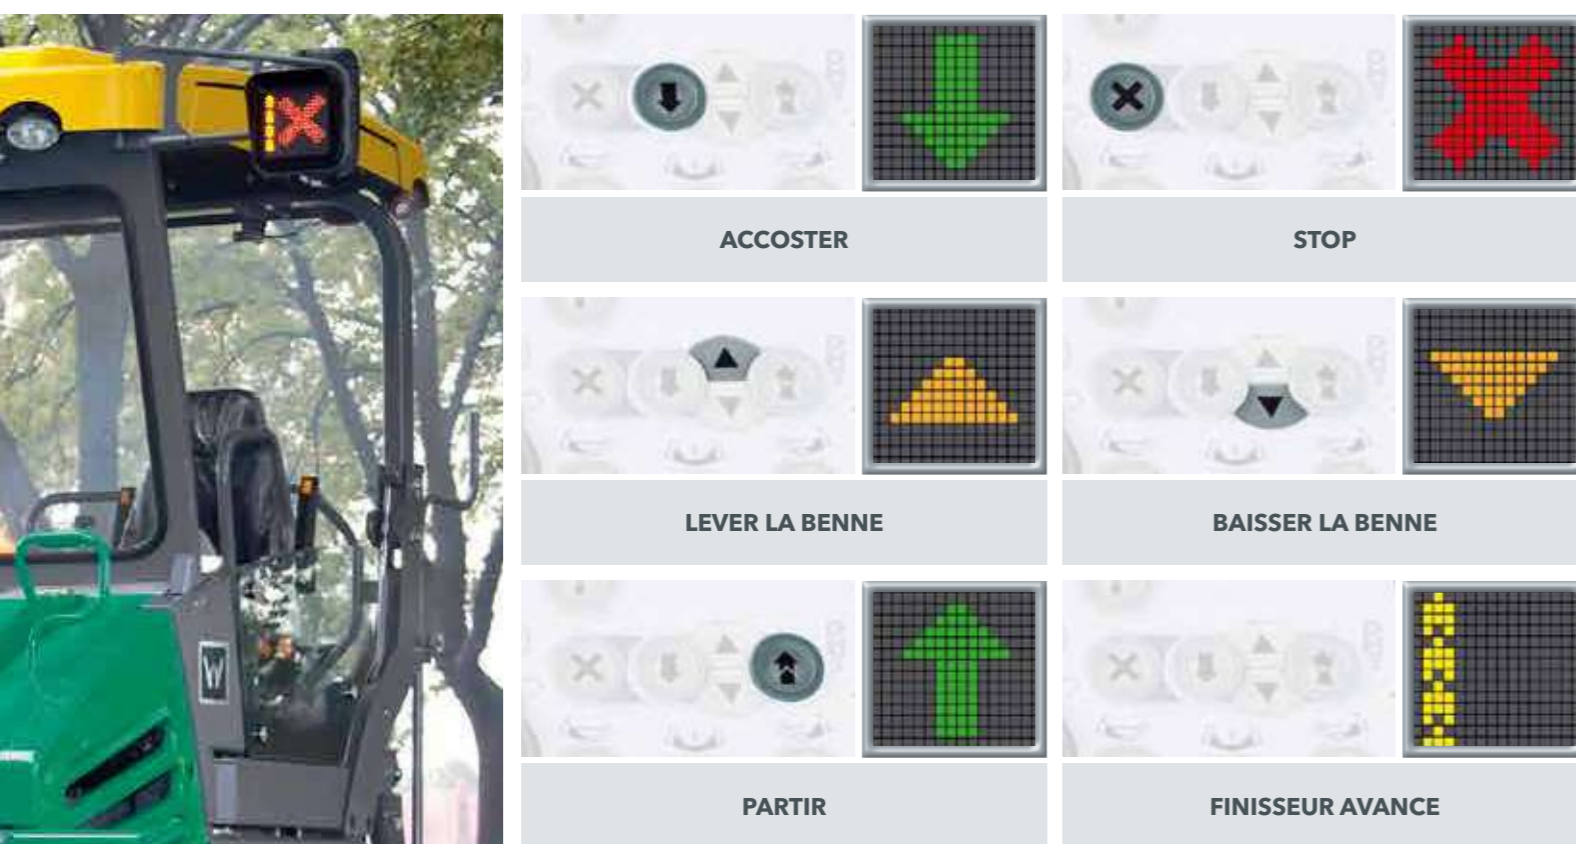 ACCOSTER
STOP
LEVER LA BENNE
BAISSER LA BENNE
PARTIR
FINISSEUR AVANCE